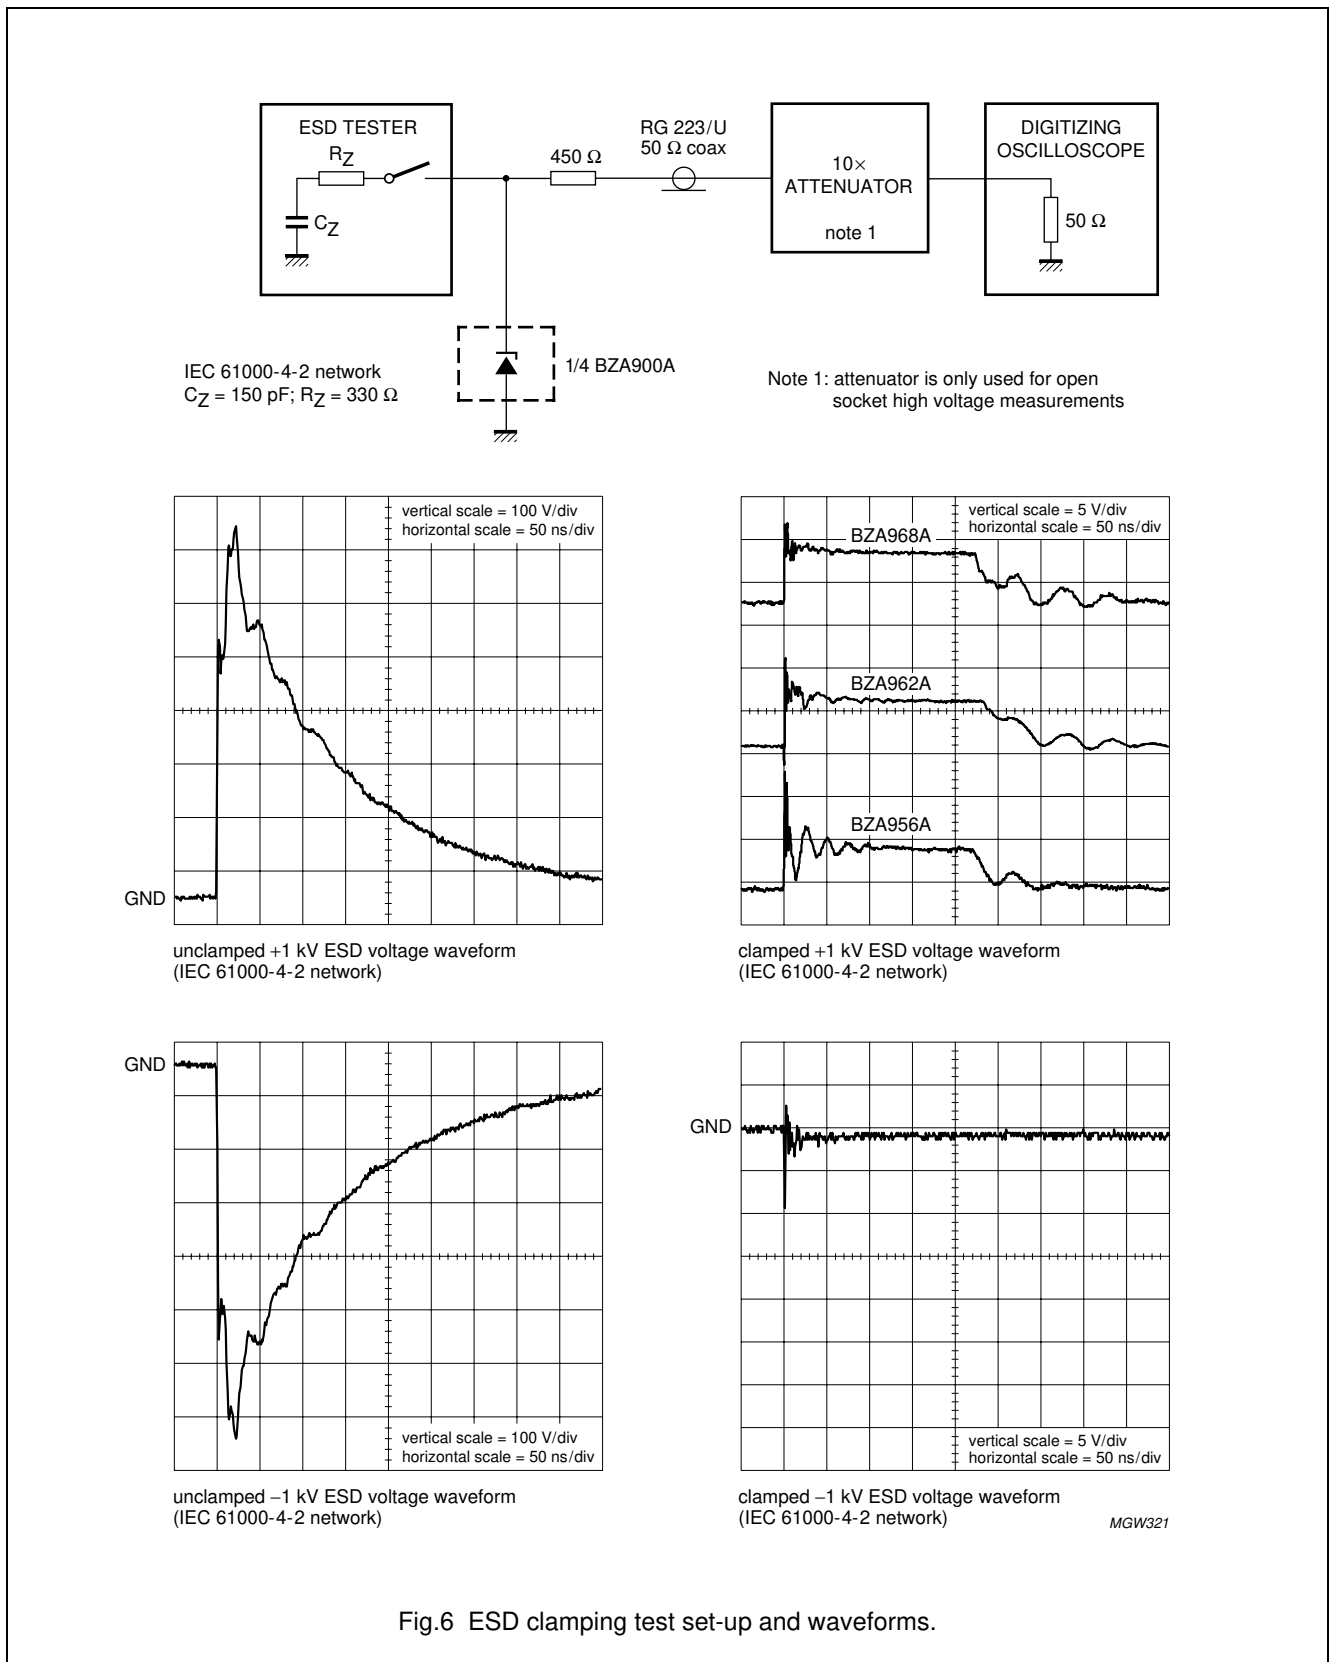 ESD TESTER
RZ
CZ
450 Ω
RG 223/U
50 Ω coax
10×
ATTENUATOR
note 1
DIGITIZING
OSCILLOSCOPE
50 Ω
1/4 BZA900A
IEC 61000-4-2 network
CZ = 150 pF; RZ = 330 Ω
Note 1: attenuator is only used for open
socket high voltage measurements
vertical scale = 100 V/div
horizontal scale = 50 ns/div
GND
unclamped +1 kV ESD voltage waveform
(IEC 61000-4-2 network)
vertical scale = 5 V/div
horizontal scale = 50 ns/div
BZA968A
BZA962A
BZA956A
clamped +1 kV ESD voltage waveform
(IEC 61000-4-2 network)
GND
vertical scale = 100 V/div
horizontal scale = 50 ns/div
unclamped −1 kV ESD voltage waveform
(IEC 61000-4-2 network)
GND
vertical scale = 5 V/div
horizontal scale = 50 ns/div
clamped −1 kV ESD voltage waveform
(IEC 61000-4-2 network)
MGW321
Fig.6 ESD clamping test set-up and waveforms.